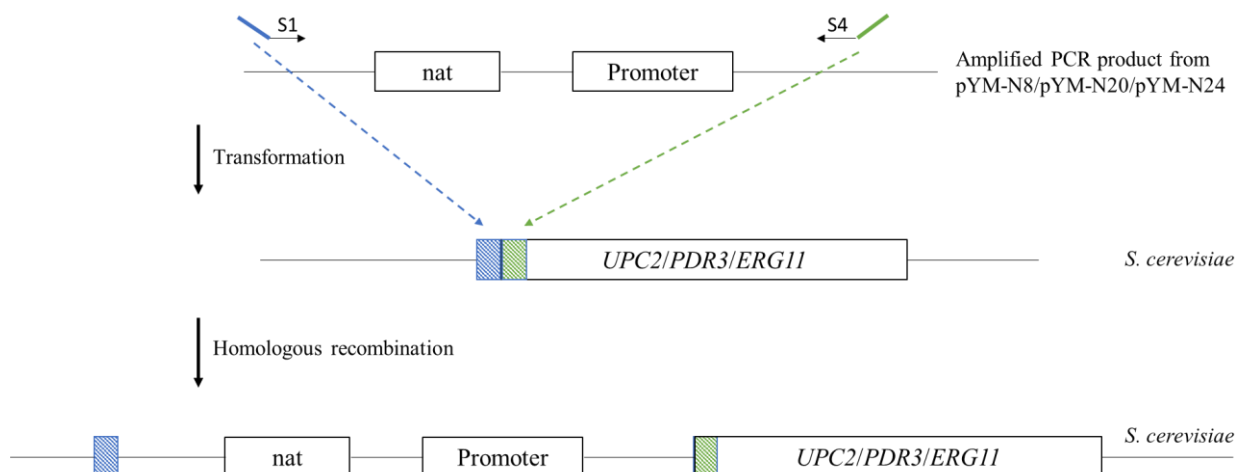 S1
S4
nat
Promoter
Amplified PCR product from
pYM-N8/pYM-N20/pYM-N24
Transformation
UPC2/PDR3/ERG11
S. cerevisiae
Homologous recombination
S. cerevisiae
nat
Promoter
UPC2/PDR3/ERG11